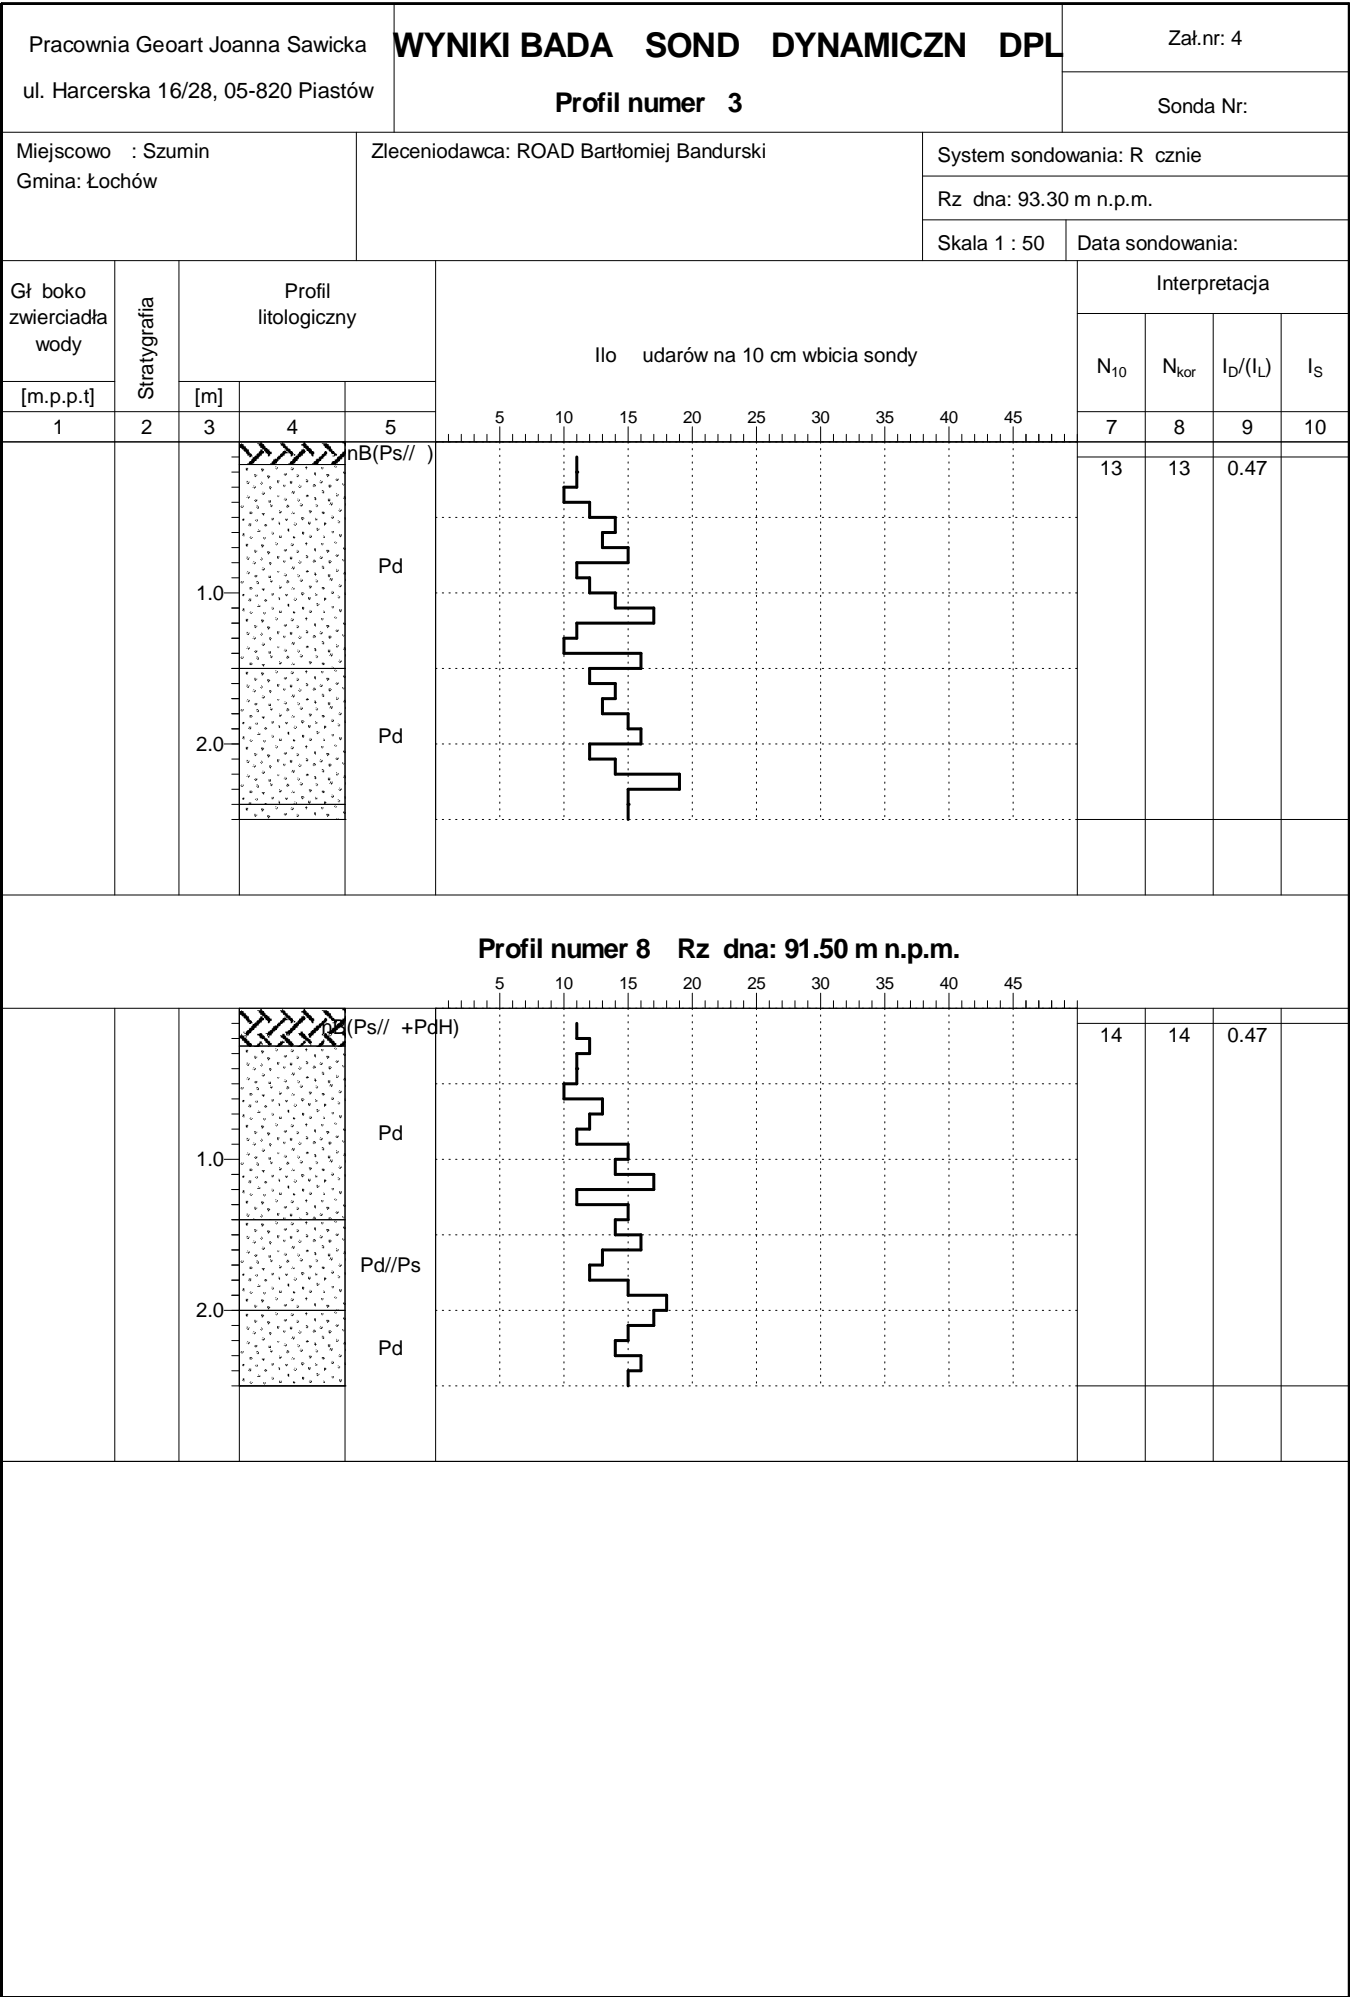 Pracownia Geoart Joanna Sawicka
ul. Harcerska 16/28, 05-820 Piastów
WYNIKI BADA SOND DYNAMICZN DPL
Profil numer 3
Zał.nr: 4
Sonda Nr:
Miejscowo : Szumin
Gmina: Łochów
Zleceniodawca: ROAD Bartłomiej Bandurski
System sondowania: R cznie
Rz dna: 93.30 m n.p.m.
Skala 1 : 50
Data sondowania:
Gł boko
zwierciadła
wody
[m.p.p.t]
Stratygrafia
Profil
litologiczny
[m]
Ilo udarów na 10 cm wbicia sondy
Interpretacja
N10 Nkor ID/(IL) IS
5 10 15 20 25 30 35 40 45
1 2 3 4 5 7 8 9 10
nB(Ps// )
13 13 0.47
Pd
1.0
Pd
2.0
Profil numer 8 Rz dna: 91.50 m n.p.m.
5 10 15 20 25 30 35 40 45
nB(Ps// +PdH)
14 14 0.47
Pd
1.0
Pd//Ps
2.0
Pd